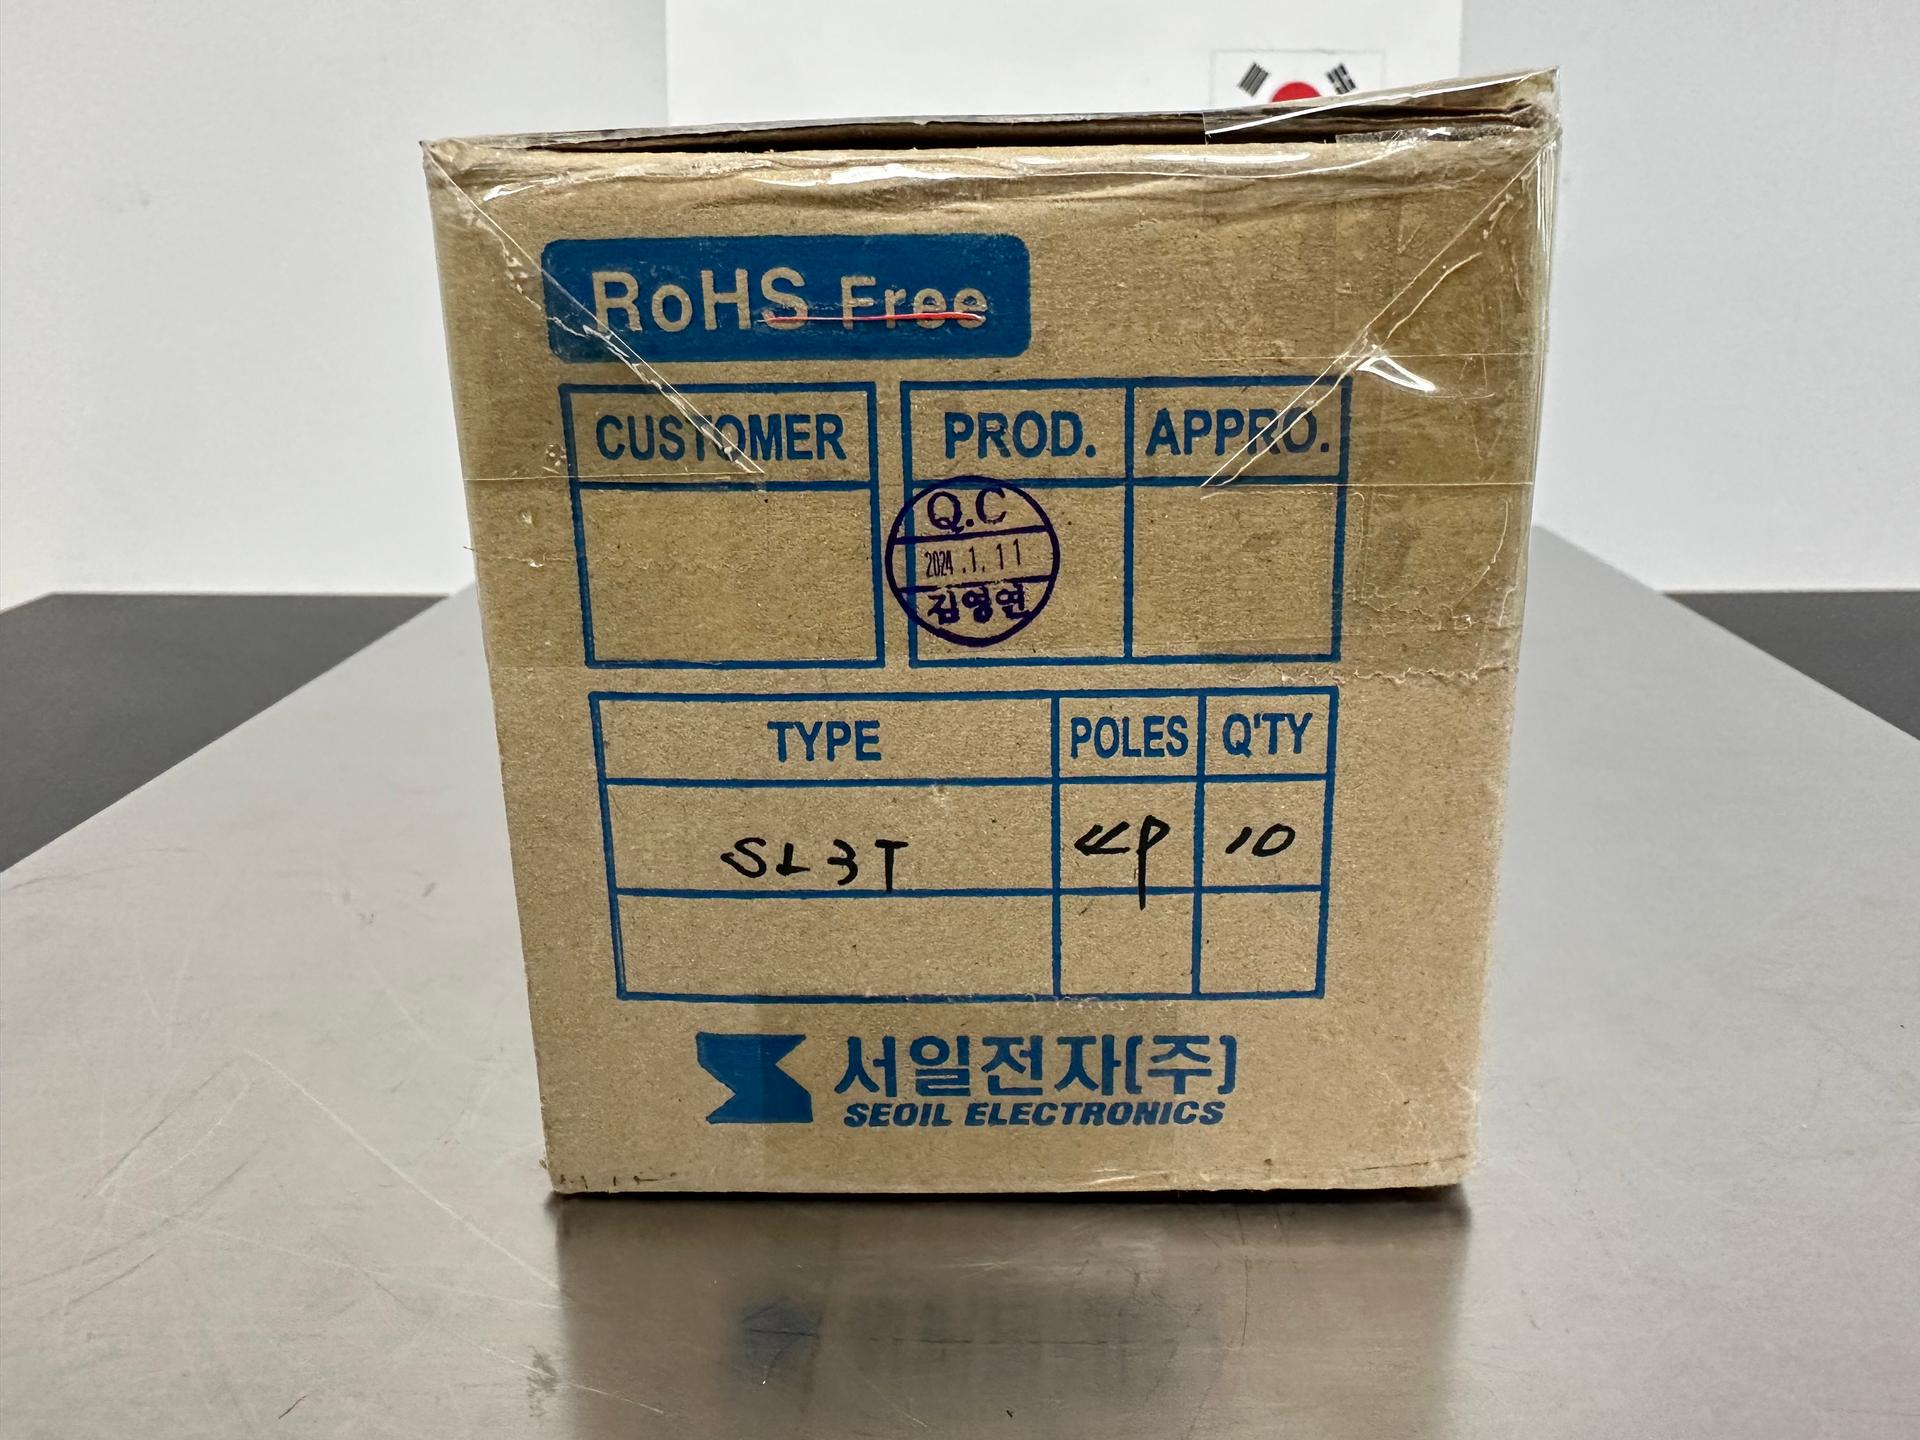 RoHS Free
CUSTOMER PROD. APPRO.
Q.C
2024.1.11
김영연
TYPE POLES Q'TY
SL3T 4P 10
서일전자(주)
SEOIL ELECTRONICS